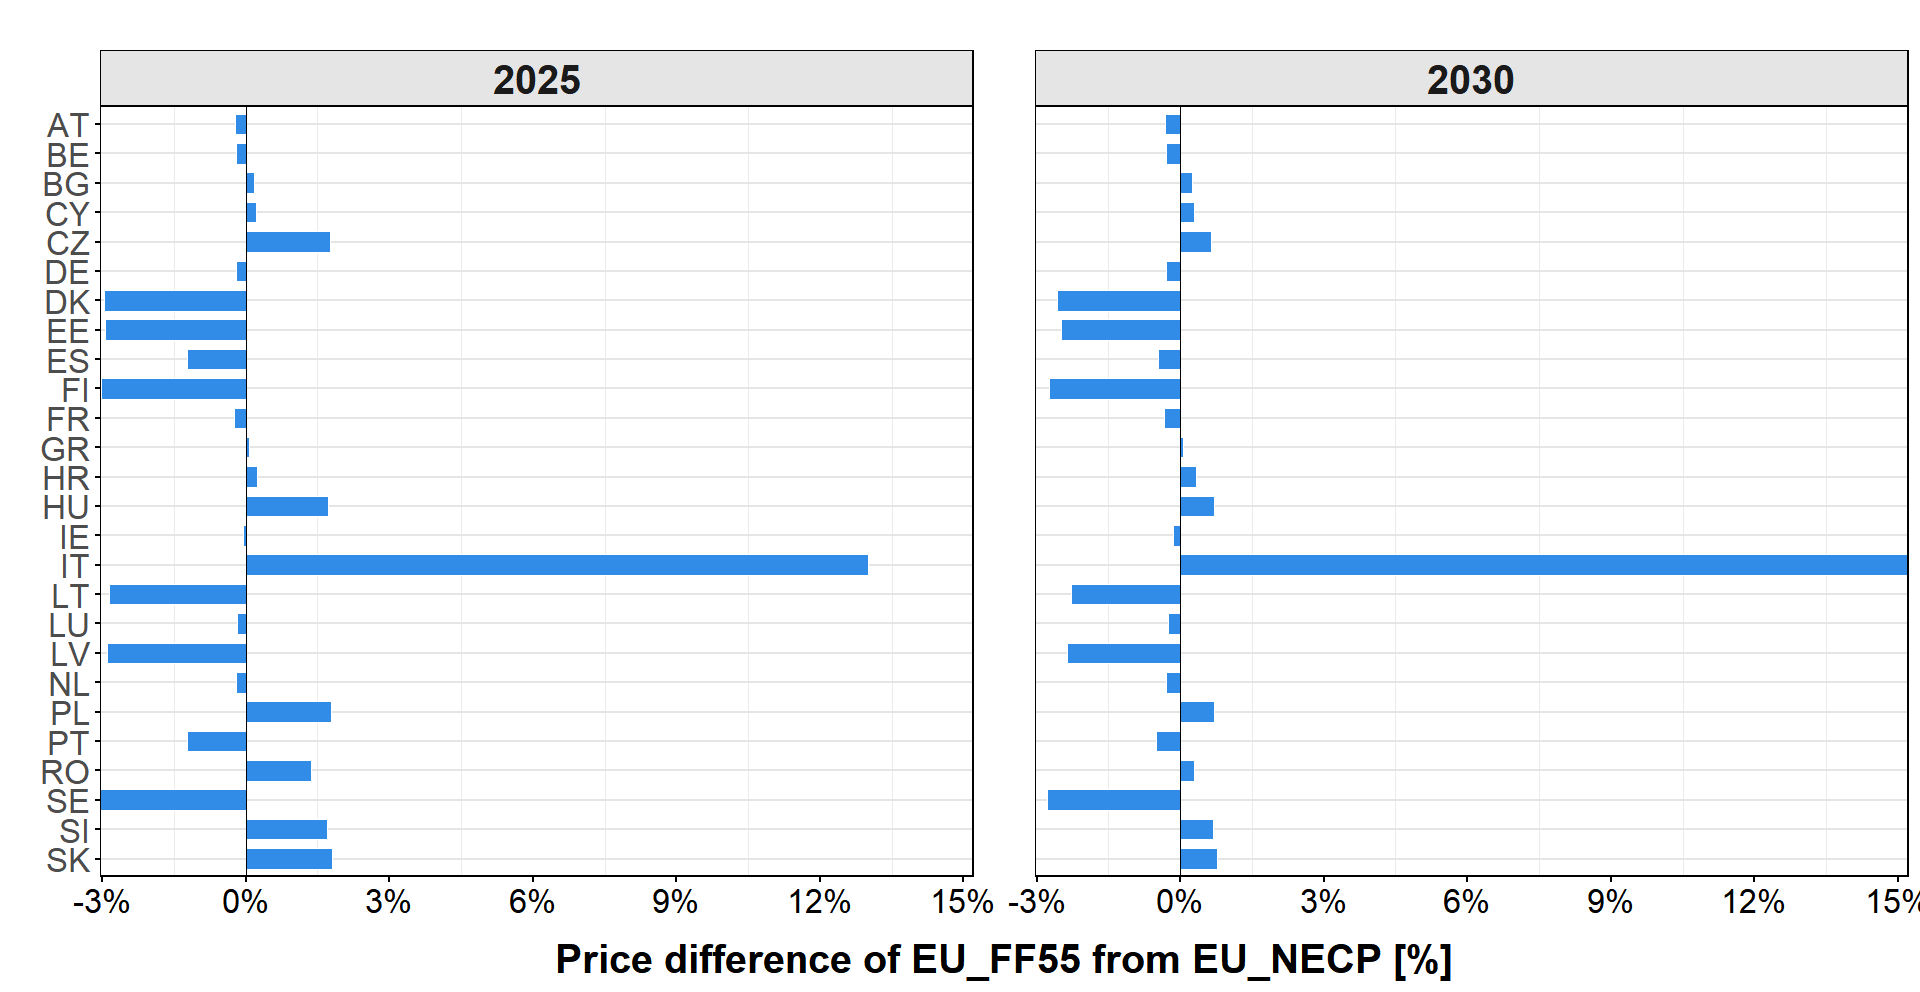 2025
2030
AT
BE
BG
CY
CZ
DE
DK
EE
ES
FI
FR
GR
HR
HU
IE
IT
LT
LU
LV
NL
PL
PT
RO
SE
SI
SK
-3% 0% 3% 6% 9% 12% 15%
-3% 0% 3% 6% 9% 12% 15%
Price difference of EU_FF55 from EU_NECP [%]